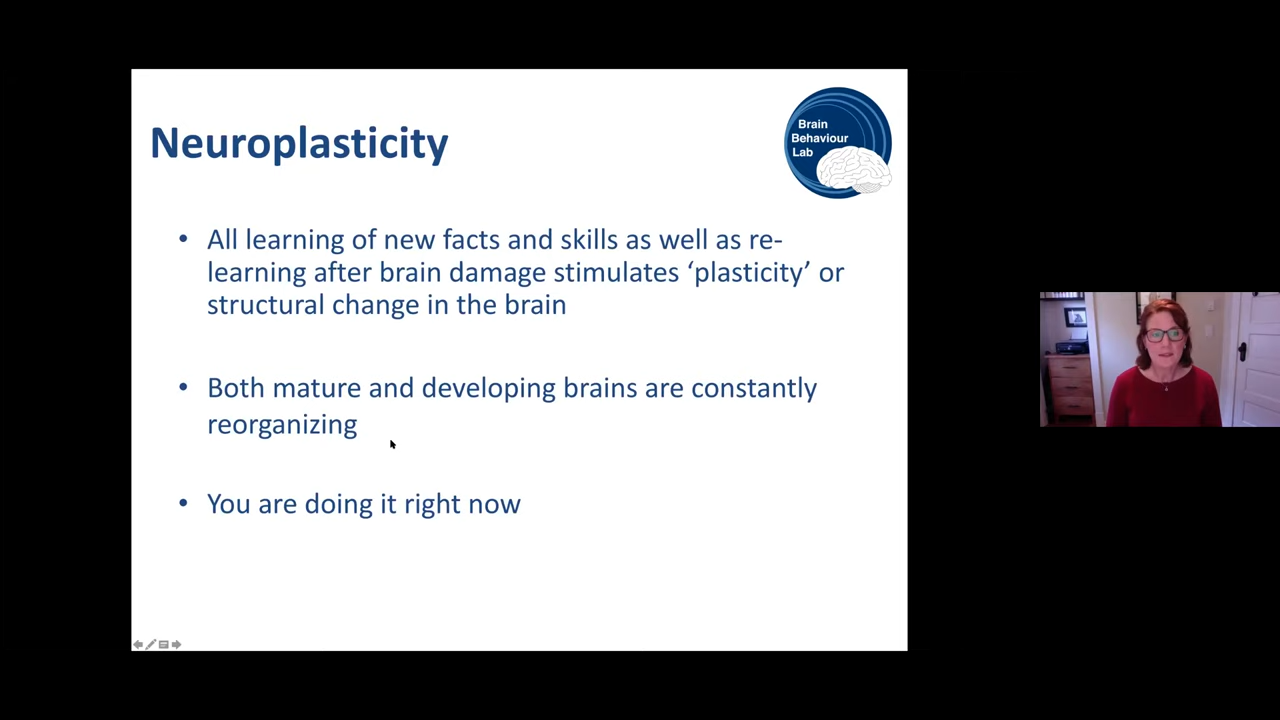 Neuroplasticity
Brain
Behaviour
Lab
• All learning of new facts and skills as well as re-
learning after brain damage stimulates ‘plasticity’ or
structural change in the brain
• Both mature and developing brains are constantly
reorganizing
• You are doing it right now